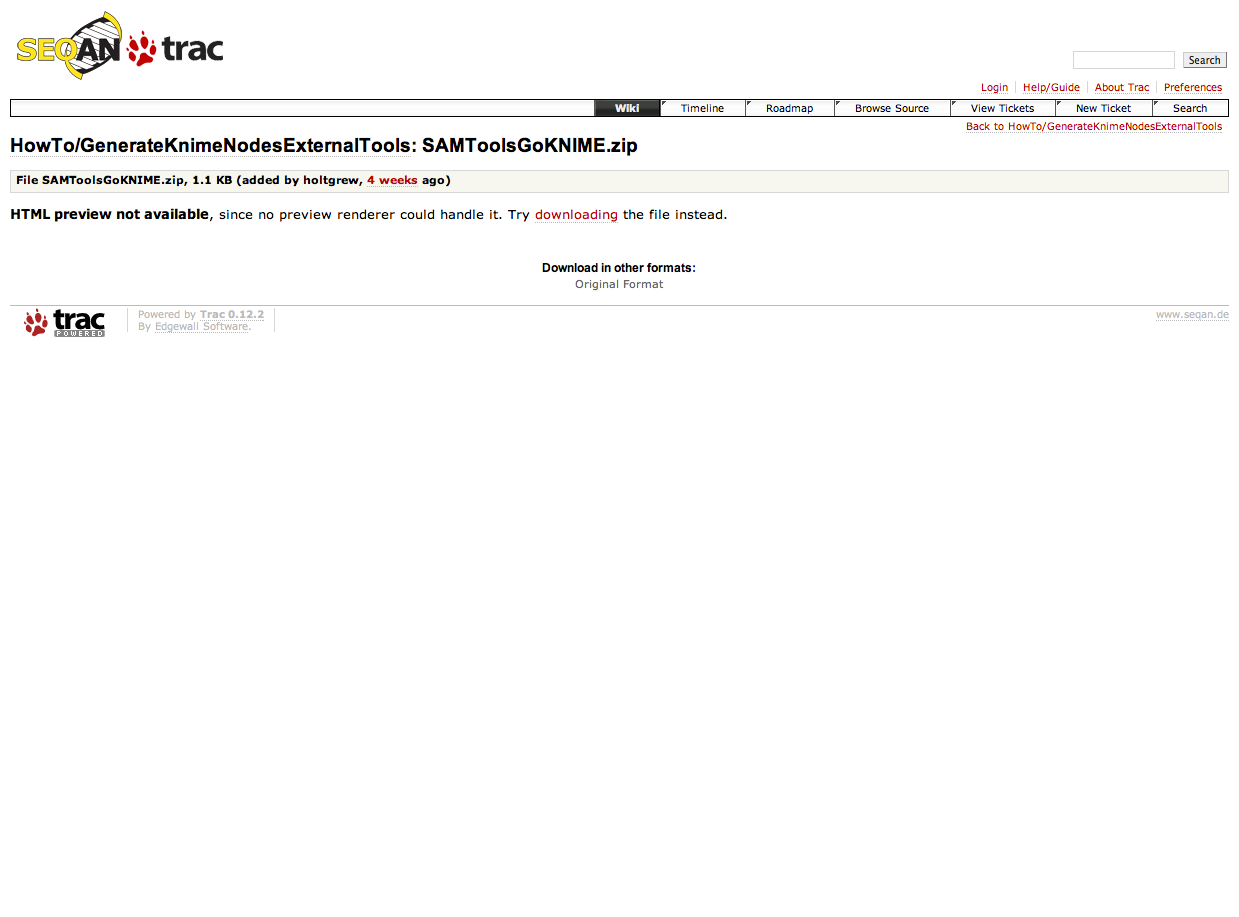 SEQAN trac
Search
Login Help/Guide About Trac Preferences
Wiki Timeline Roadmap Browse Source View Tickets New Ticket Search
Back to HowTo/GenerateKnimeNodesExternalTools
HowTo/GenerateKnimeNodesExternalTools: SAMToolsGoKNIME.zip
File SAMToolsGoKNIME.zip, 1.1 KB (added by holtgrew, 4 weeks ago)
HTML preview not available, since no preview renderer could handle it. Try downloading the file instead.
Download in other formats:
Original Format
trac POWERED
Powered by Trac 0.12.2
By Edgewall Software.
www.seqan.de